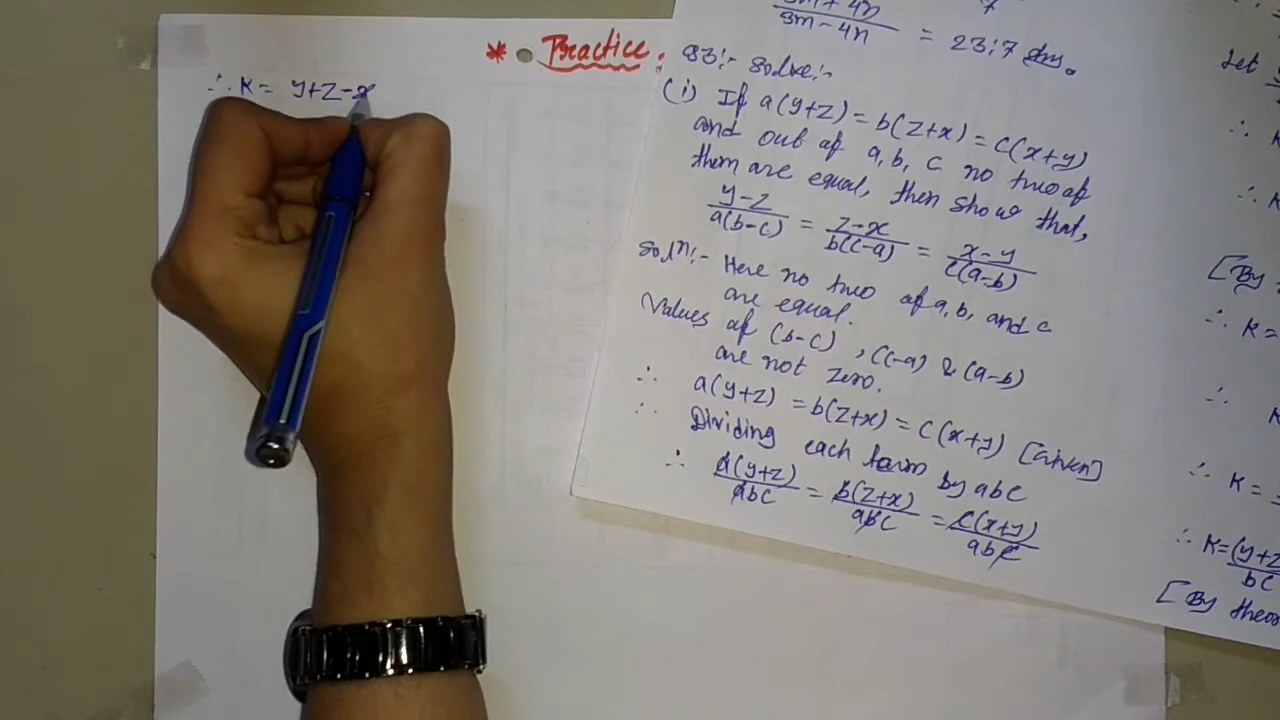 * • Practice :
∴ K = y+z-x
3m-4n = 23:7 Ans.
Q3:- Solve:-
(i) If a(y+z) = b(z+x) = c(x+y)
and out of a, b, c no two of
them are equal, then show that,
y-z/a(b-c) = z-x/b(c-a) = x-y/c(a-b)
Solⁿ:- Here no two of a, b, and c
are equal.
Values of (b-c), (c-a) & (a-b)
are not zero.
∴ a(y+z) = b(z+x) = c(x+y) [Given]
∴ Dividing each term by abc
∴ a(y+z)/abc = b(z+x)/abc = c(x+y)/abc
Let
∴ K
∴ K
[By
∴ K =
∴ K
∴ K =
∴ K = (y+z/bc
[By theor